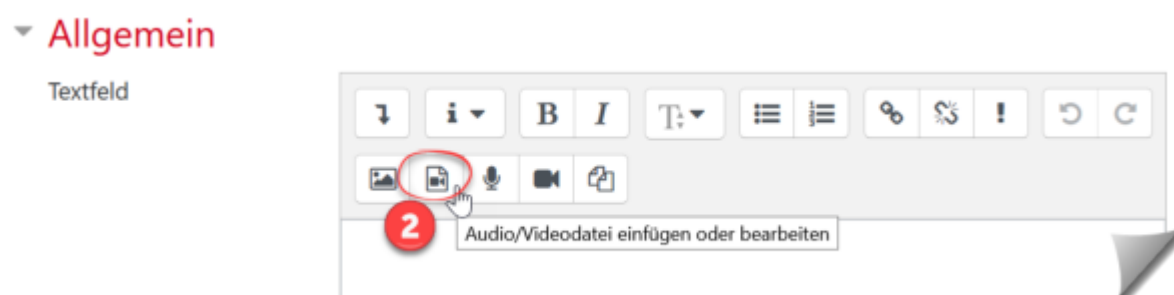 Allgemein
Textfeld
B I
2
Audio/Videodatei einfügen oder bearbeiten